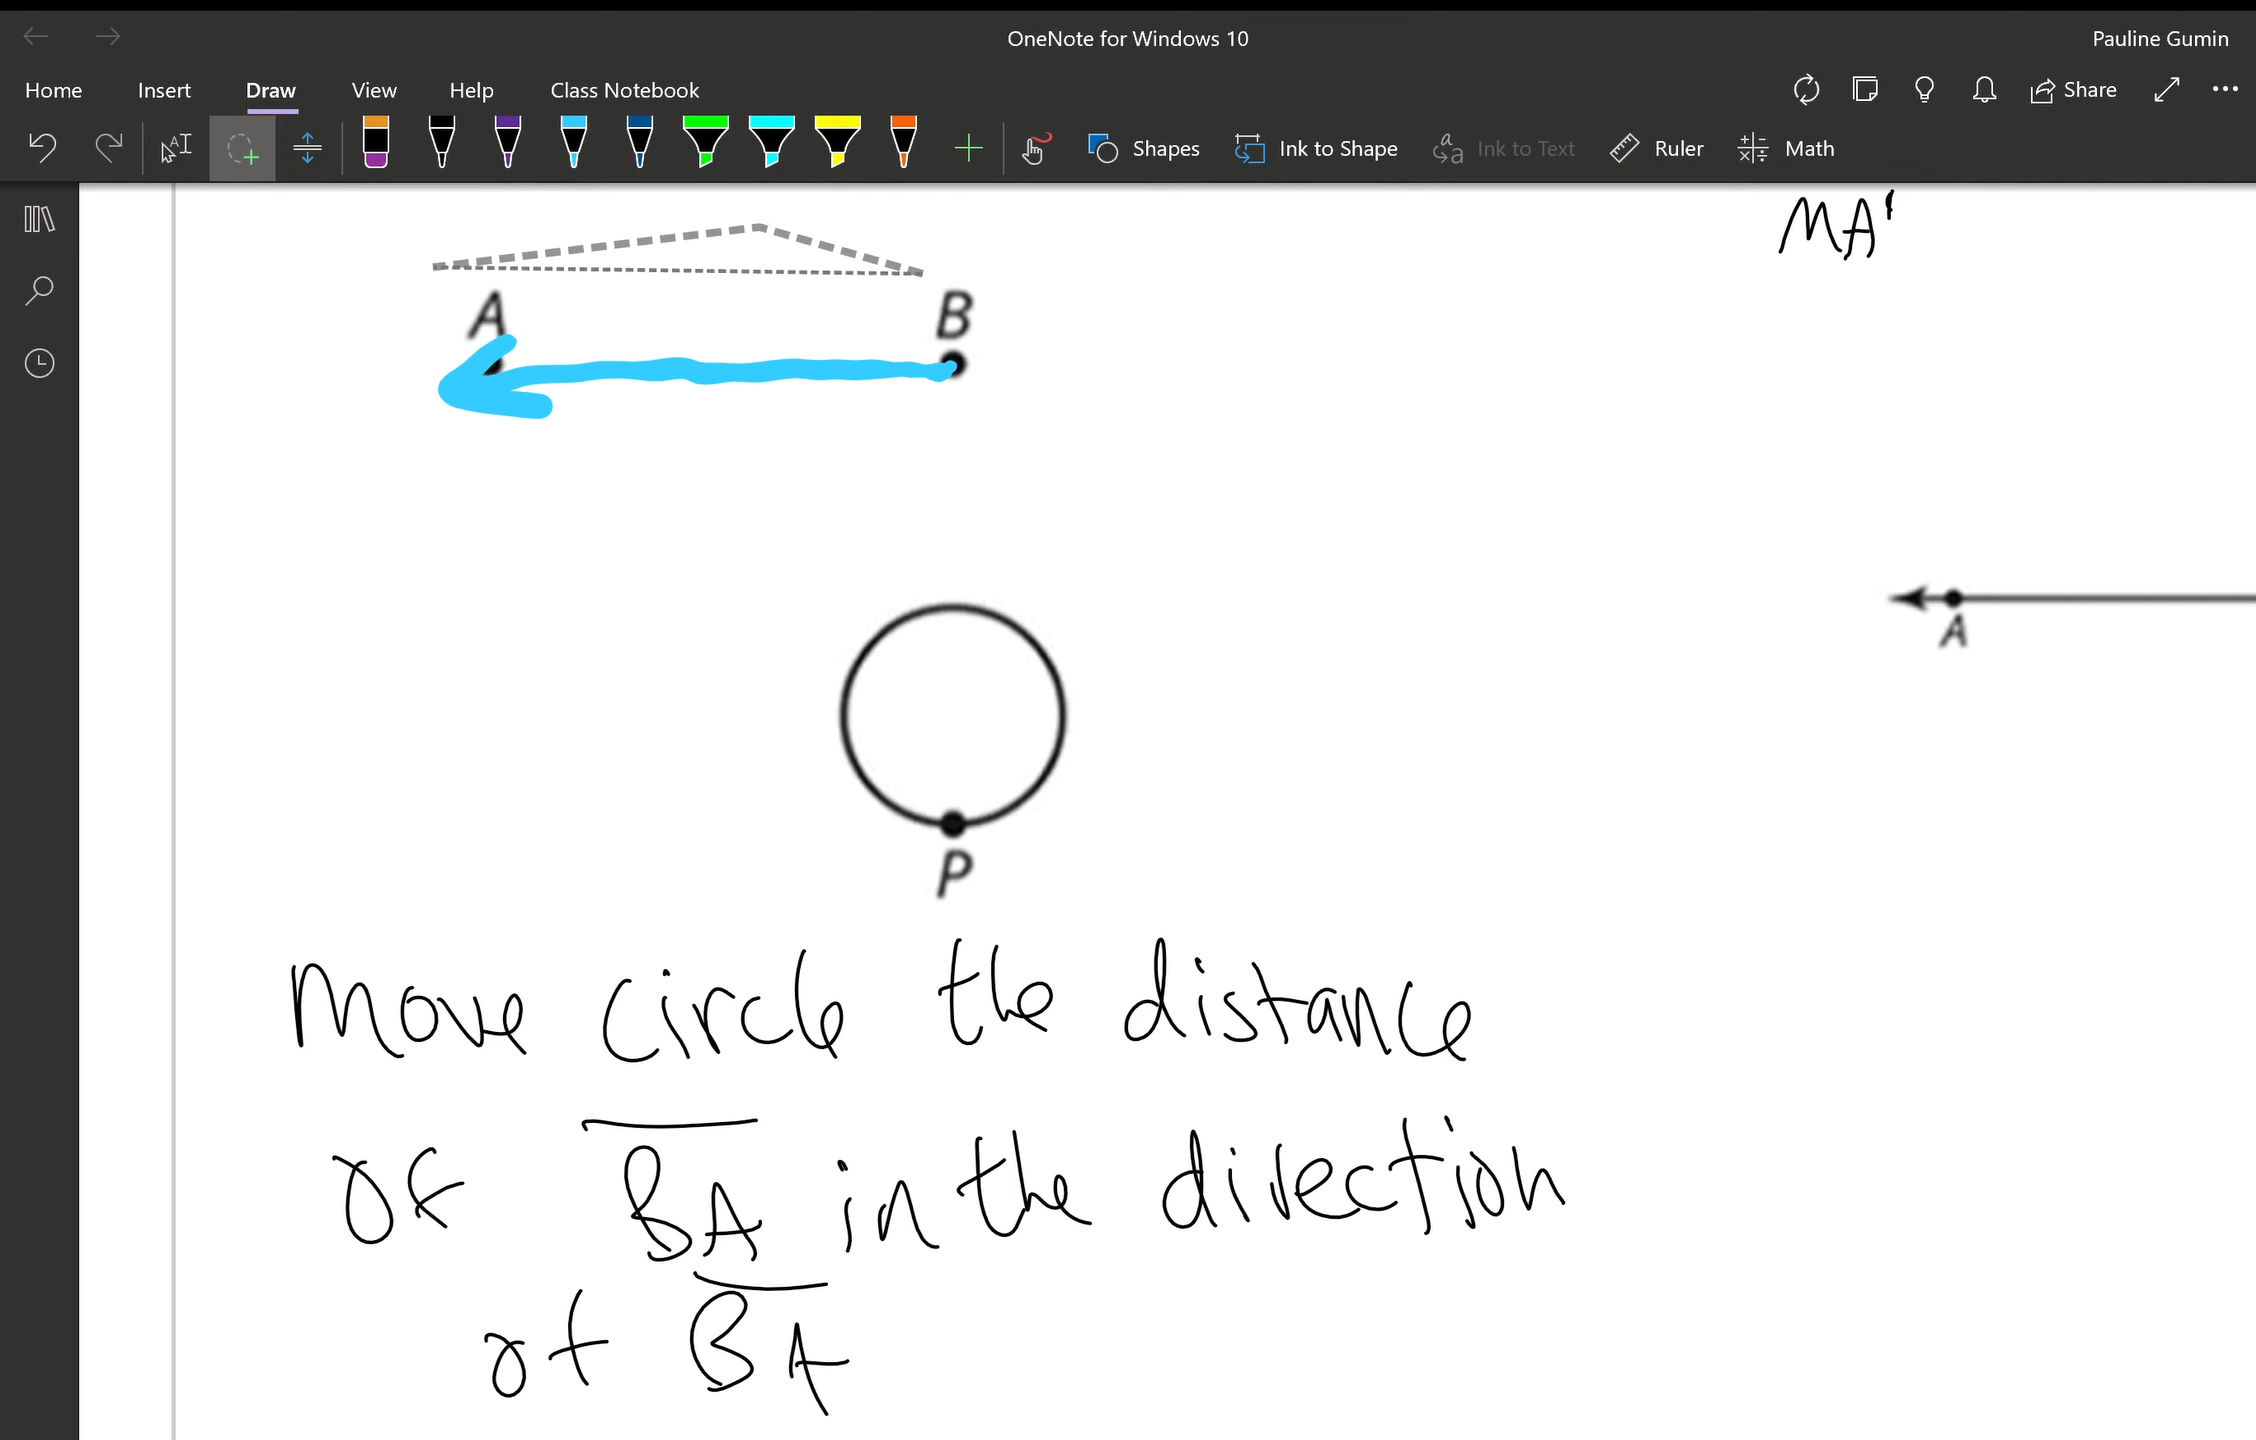 OneNote for Windows 10
Pauline Gumin
Home Insert Draw View Help Class Notebook
Share
Shapes Ink to Shape Ink to Text Ruler Math
MA'
A B
A
P
Move circle the distance
of BA in the direction
of BA